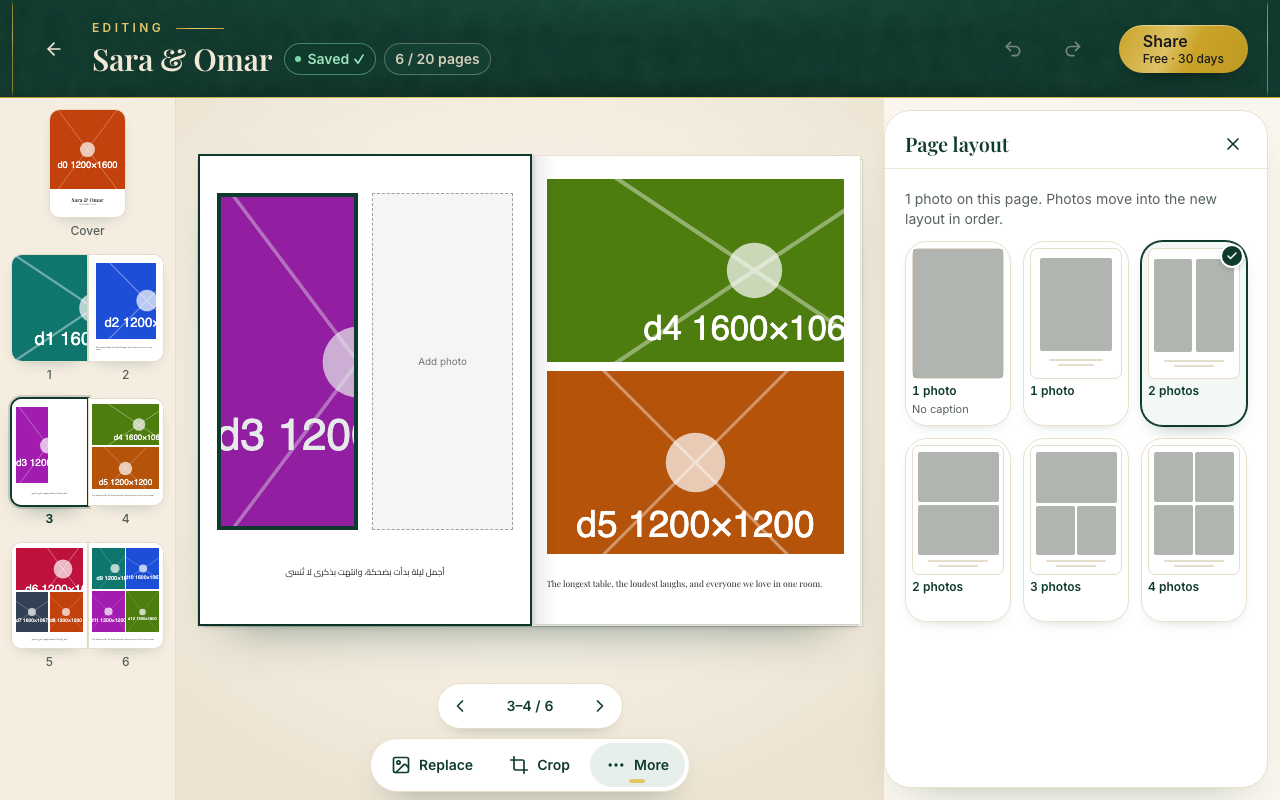 EDITING
Sara & Omar
Saved
6 / 20 pages
Share
Free · 30 days
d0 1200×1600
Sara & Omar
Cover
d1 160
d2 1200×
1
2
d3 120
d4 1600×106
d5 1200×1200
3
4
d6 1200×16
d7 1600×1067
d8 1200×1200
d9 1200×16
d10 1600×1067
d11 1200×1200
d12 1200×1600
5
6
d3 1200
Add photo
أجمل ليلة بدأت بضحكة، وانتهت بذكرى لا تُنسى
d4 1600×106
d5 1200×1200
The longest table, the loudest laughs, and everyone we love in one room.
3–4 / 6
Replace
Crop
More
Page layout
1 photo on this page. Photos move into the new
layout in order.
1 photo
No caption
1 photo
2 photos
2 photos
3 photos
4 photos